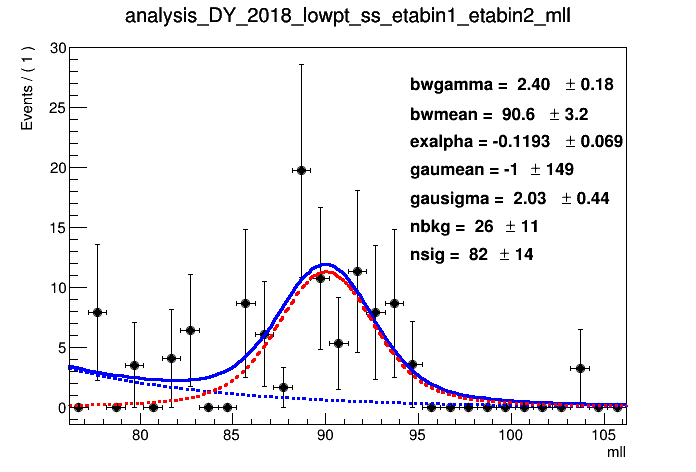 analysis_DY_2018_lowpt_ss_etabin1_etabin2_mll
Events / ( 1 )
30
25
20
15
10
5
0
bwgamma = 2.40 ± 0.18
bwmean = 90.6 ± 3.2
exalpha = -0.1193 ± 0.069
gaumean = -1 ± 149
gausigma = 2.03 ± 0.44
nbkg = 26 ± 11
nsig = 82 ± 14
80 85 90 95 100 105
mll